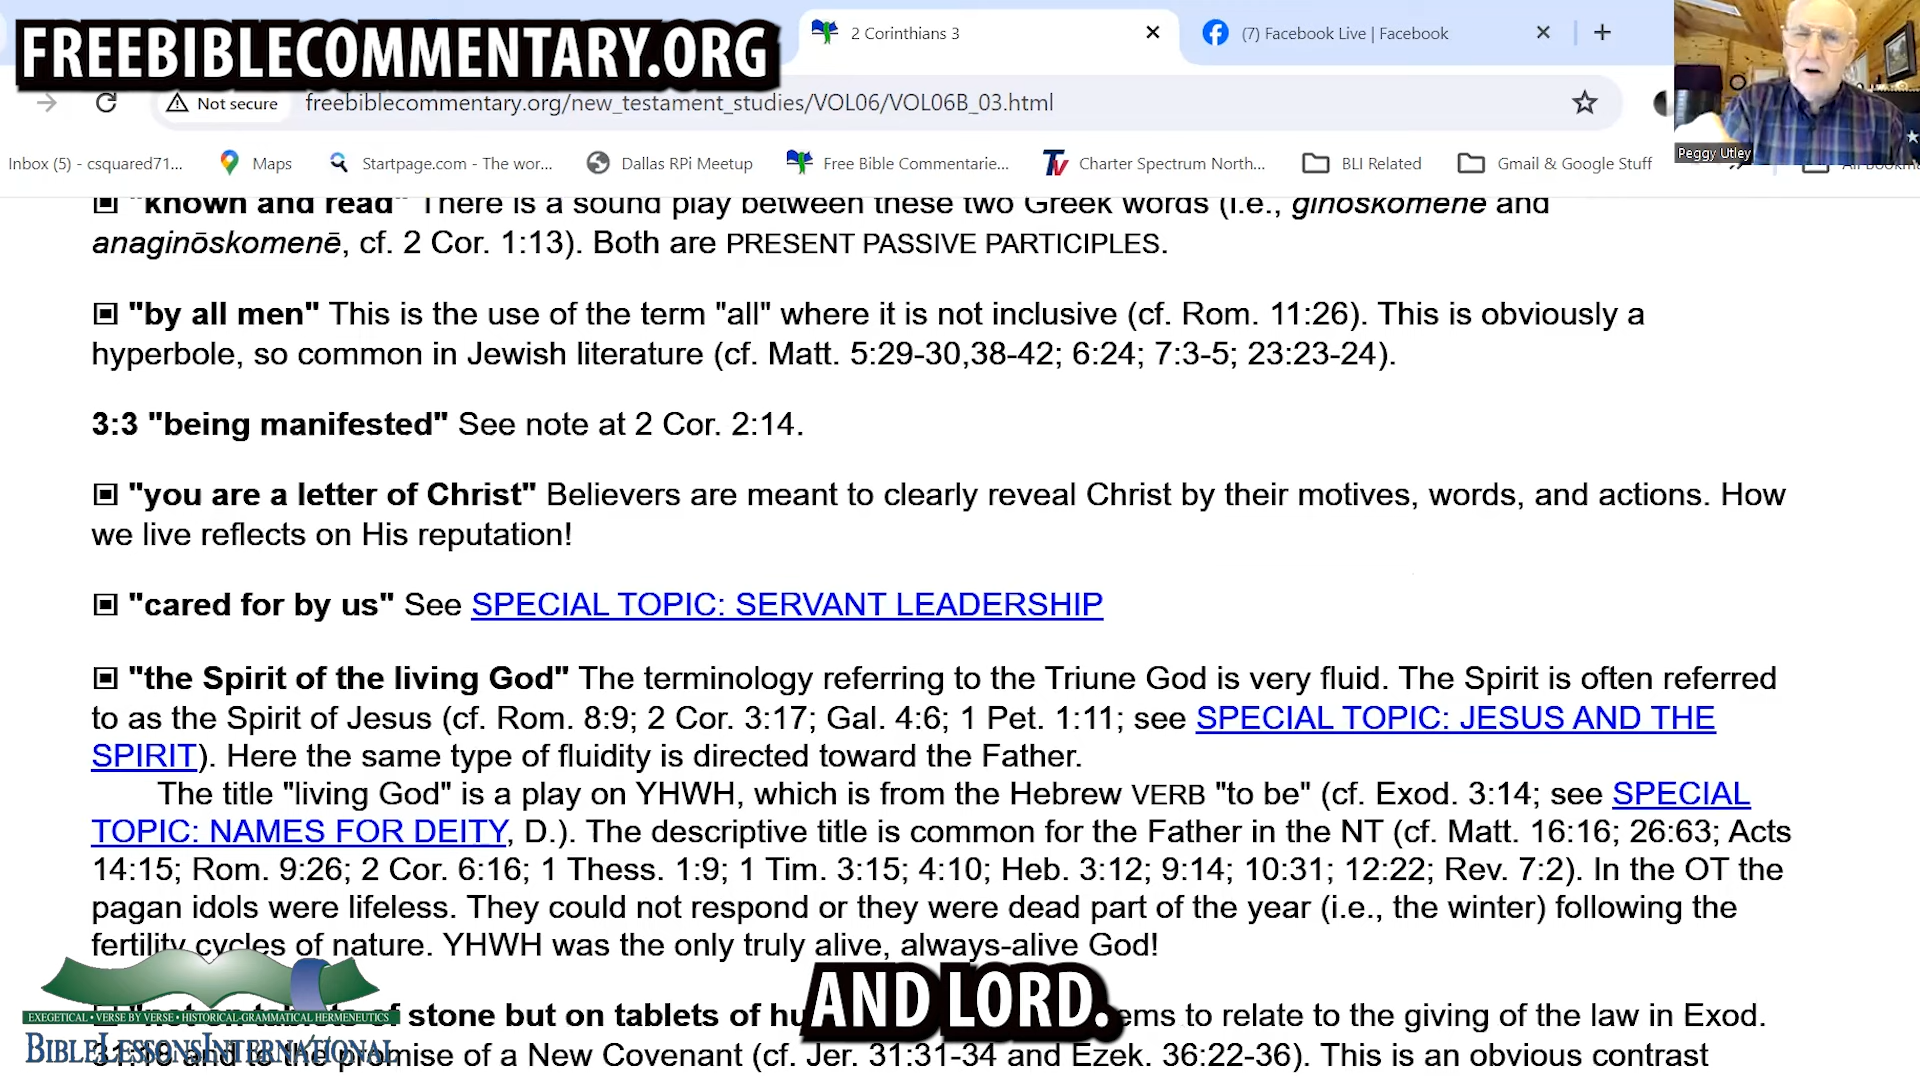 FREEBIBLECOMMENTARY.ORG
2 Corinthians 3
(7) Facebook Live | Facebook
Not secure
freebiblecommentary.org/new_testament_studies/VOL06/VOL06B_03.html
Peggy Utley
Inbox (5) - csquared71...
Maps
Startpage.com - The wor...
Dallas RPi Meetup
Free Bible Commentarie...
Charter Spectrum North...
BLI Related
Gmail & Google Stuff
"known and read" There is a sound play between these two Greek words (i.e., ginōskomenē and
anaginōskomenē, cf. 2 Cor. 1:13). Both are PRESENT PASSIVE PARTICIPLES.
"by all men" This is the use of the term "all" where it is not inclusive (cf. Rom. 11:26). This is obviously a
hyperbole, so common in Jewish literature (cf. Matt. 5:29-30,38-42; 6:24; 7:3-5; 23:23-24).
3:3 "being manifested" See note at 2 Cor. 2:14.
"you are a letter of Christ" Believers are meant to clearly reveal Christ by their motives, words, and actions. How
we live reflects on His reputation!
"cared for by us" See SPECIAL TOPIC: SERVANT LEADERSHIP
"the Spirit of the living God" The terminology referring to the Triune God is very fluid. The Spirit is often referred
to as the Spirit of Jesus (cf. Rom. 8:9; 2 Cor. 3:17; Gal. 4:6; 1 Pet. 1:11; see SPECIAL TOPIC: JESUS AND THE
SPIRIT). Here the same type of fluidity is directed toward the Father.
The title "living God" is a play on YHWH, which is from the Hebrew VERB "to be" (cf. Exod. 3:14; see SPECIAL
TOPIC: NAMES FOR DEITY, D.). The descriptive title is common for the Father in the NT (cf. Matt. 16:16; 26:63; Acts
14:15; Rom. 9:26; 2 Cor. 6:16; 1 Thess. 1:9; 1 Tim. 3:15; 4:10; Heb. 3:12; 9:14; 10:31; 12:22; Rev. 7:2). In the OT the
pagan idols were lifeless. They could not respond or they were dead part of the year (i.e., the winter) following the
fertility cycles of nature. YHWH was the only truly alive, always-alive God!
AND LORD.
stone but on tablets of to relate to the giving of the law in Exod.
EXEGETICAL • VERSE BY VERSE • HISTORICAL-GRAMMATICAL HERMENEUTICS
BIBLELESSONSINTERNATIONAL
promise of a New Covenant (cf. Jer. 31:31-34 and Ezek. 36:22-36). This is an obvious contrast